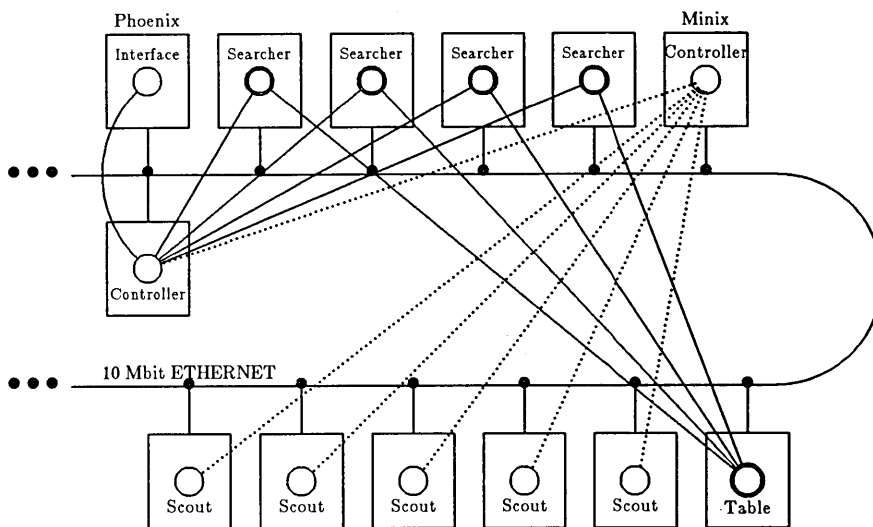 Phoenix
Minix
Interface
Searcher
Searcher
Searcher
Searcher
Controller
Controller
10 Mbit ETHERNET
Scout
Scout
Scout
Scout
Scout
Table